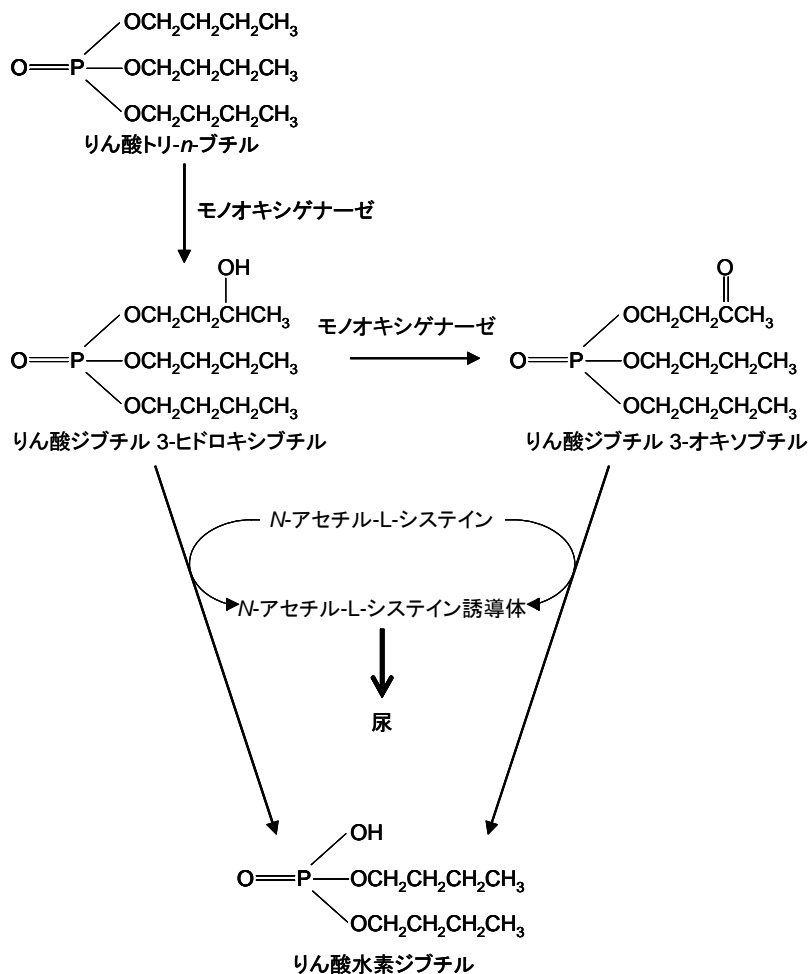 OCH₂CH₂CH₂CH₃
O=P—OCH₂CH₂CH₂CH₃
OCH₂CH₂CH₂CH₃
りん酸トリ-n-ブチル
モノオキシゲナーゼ
OH
OCH₂CH₂CHCH₃
O=P—OCH₂CH₂CH₂CH₃
OCH₂CH₂CH₂CH₃
りん酸ジブチル 3-ヒドロキシブチル
モノオキシゲナーゼ
O
OCH₂CH₂CCH₃
O=P—OCH₂CH₂CH₂CH₃
OCH₂CH₂CH₂CH₃
りん酸ジブチル 3-オキソブチル
N-アセチル-L-システイン
N-アセチル-L-システイン誘導体
尿
OH
O=P—OCH₂CH₂CH₂CH₃
OCH₂CH₂CH₂CH₃
りん酸水素ジブチル